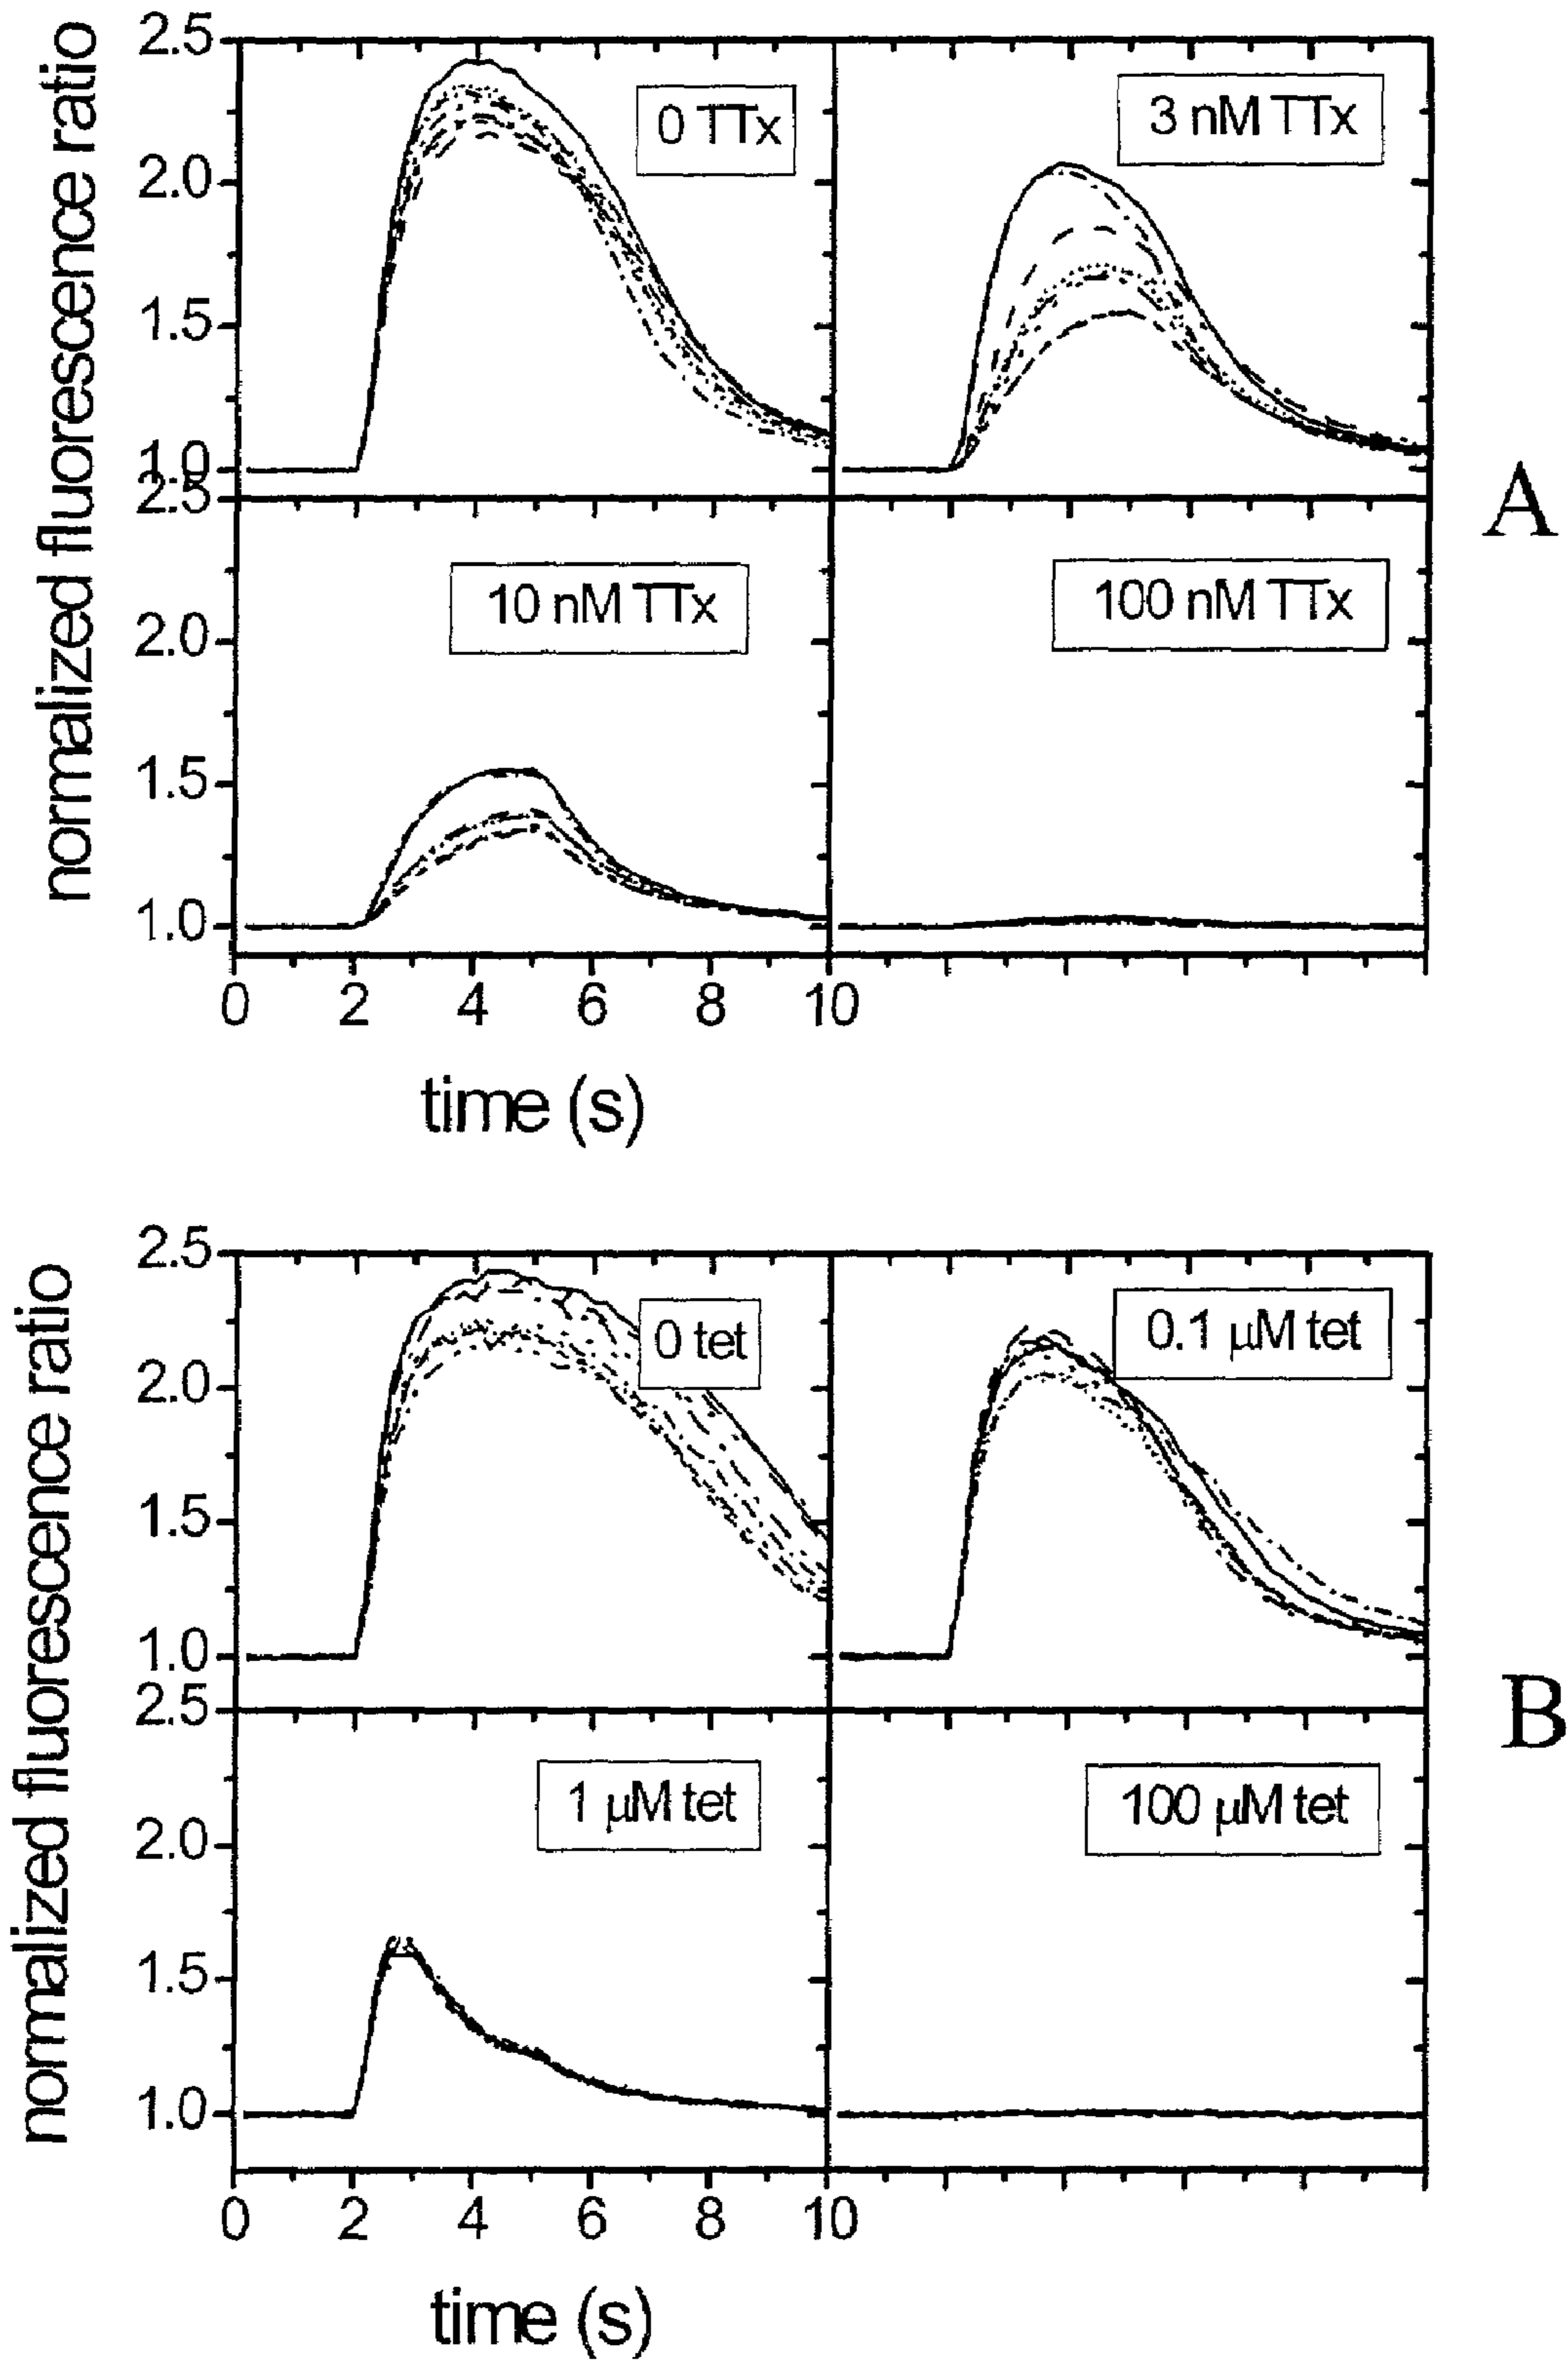 normalized fluorescence ratio
2.5
0 TTx
3 nM TTx
2.0
1.5
1.0
2.5
A
10 nM TTx
100 nM TTx
2.0
1.5
1.0
0 2 4 6 8 10
time (s)
normalized fluorescence ratio
2.5
0 tet
0.1 µM tet
2.0
1.5
1.0
2.5
B
1 µM tet
100 µM tet
2.0
1.5
1.0
0 2 4 6 8 10
time (s)